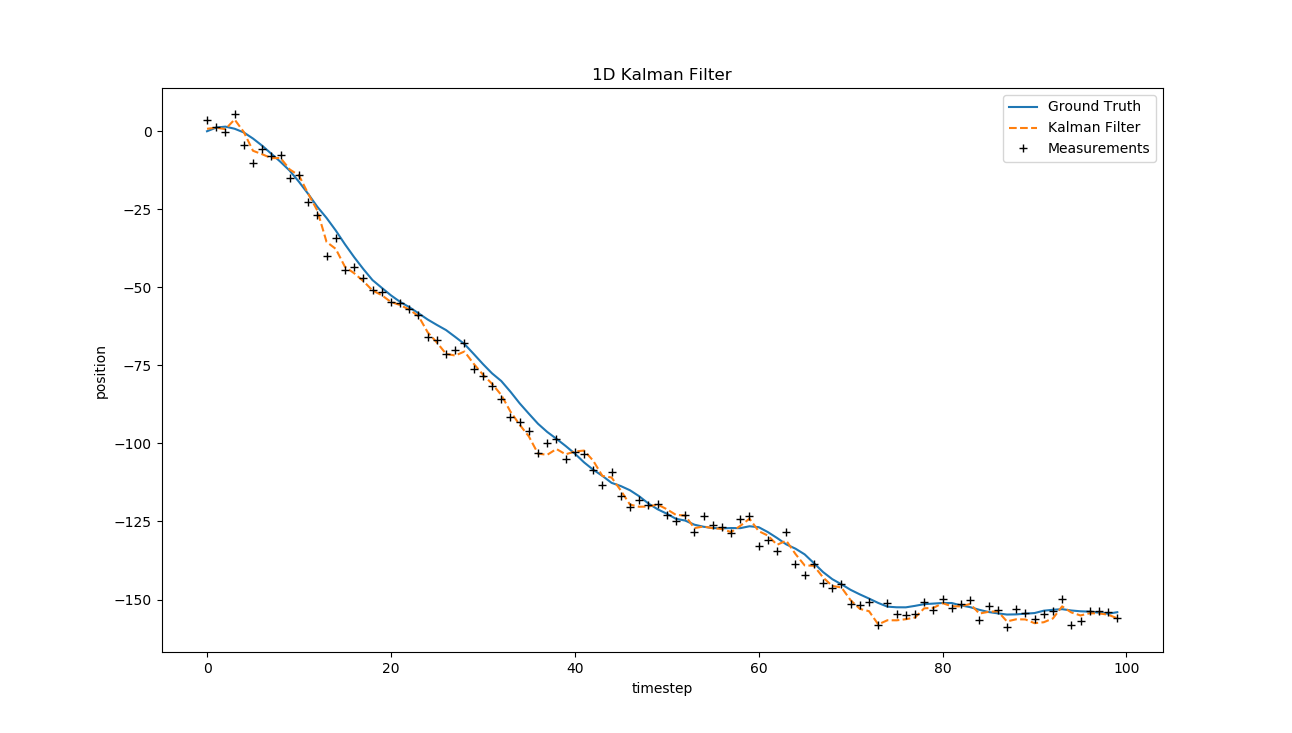 1D Kalman Filter
Ground Truth
Kalman Filter
Measurements
0
−25
−50
−75
−100
−125
−150
position
0 20 40 60 80 100
timestep